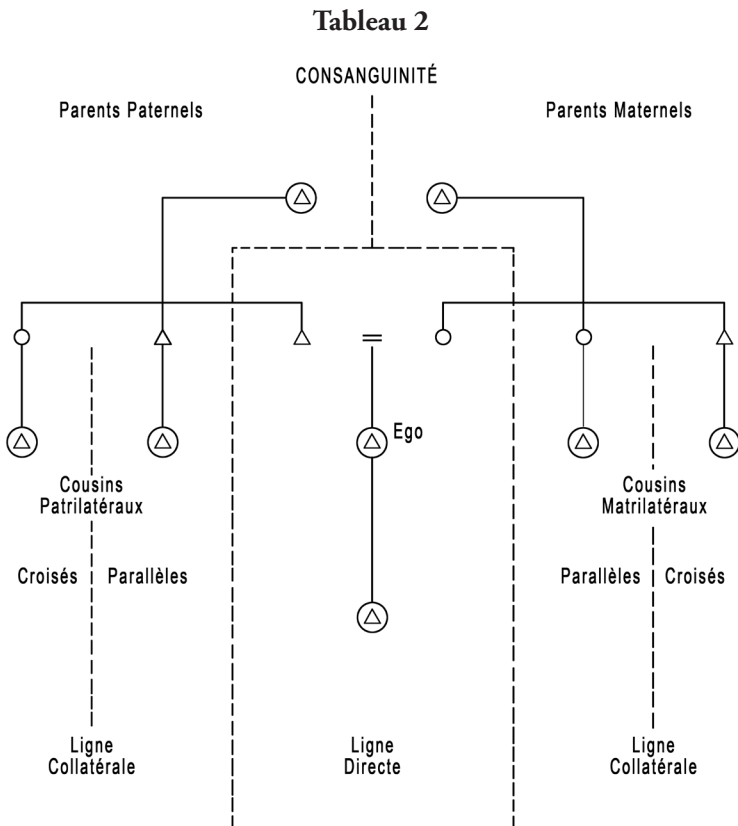 Tableau 2
CONSANGUINITÉ
Parents Paternels
Parents Maternels
Ego
Cousins
Patrilatéraux
Cousins
Matrilatéraux
Croisés
Parallèles
Parallèles
Croisés
Ligne
Collatérale
Ligne
Directe
Ligne
Collatérale